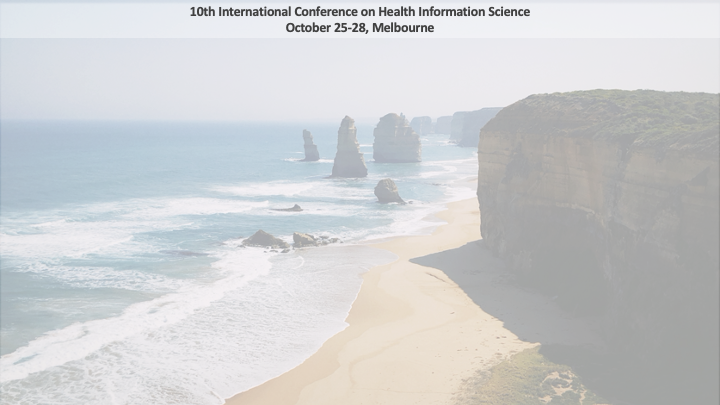 10th International Conference on Health Information Science
October 25-28, Melbourne